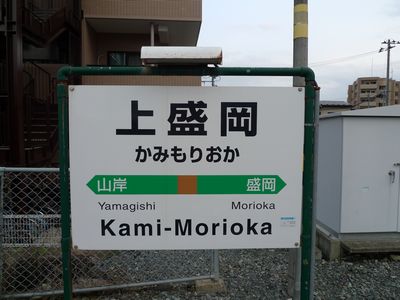 上盛岡
かみもりおか
山岸 盛岡
Yamagishi Morioka
Kami-Morioka